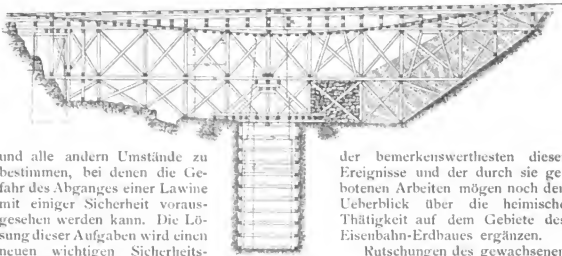 und alle andern Umstände zu
bestimmen, bei denen die Ge-
fahr des Abganges einer Lawine
mit einiger Sicherheit voraus-
gesehen werden kann. Die Lö-
sung dieser Aufgaben wird einen
neuen wichtigen Sicherheits-
der bemerkenswerthesten dieser
Ereignisse und der durch sie ge-
botenen Arbeiten mögen noch den
Ueberblick über die heimische
Thätigkeit auf dem Gebiete des
Eisenbahn-Erdbaues ergänzen.
Rutschungen des gewachsenen